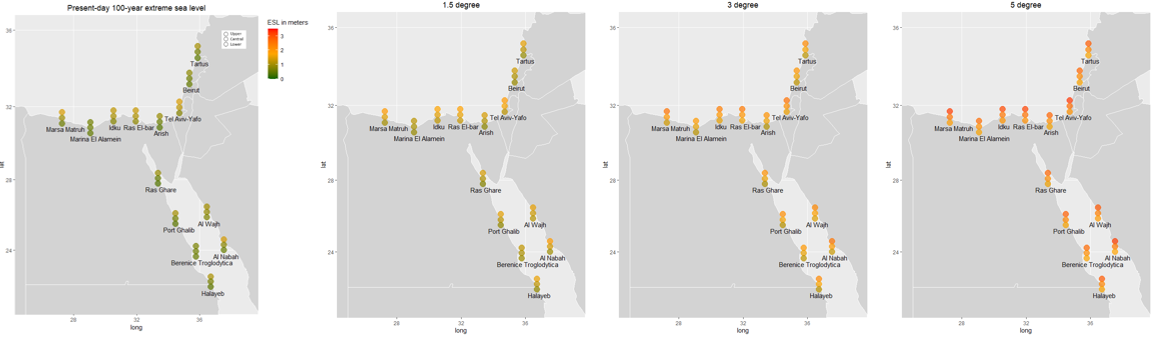 Present-day 100-year extreme sea level
ESL in meters
3
2
1
0
Upper
Central
Lower
36
32
28
24
lat
Tartus
Beirut
Tel Aviv-Yafo
Marsa Matruh
Idku
Ras El-bar
Arish
Marina El Alamein
Ras Ghare
Al Wajh
Port Ghalib
Al Nabah
Berenice Troglodytica
Halayeb
28
32
36
long
1.5 degree
36
32
28
24
lat
Tartus
Beirut
Tel Aviv-Yafo
Marsa Matruh
Idku
Ras El-bar
Arish
Marina El Alamein
Ras Ghare
Al Wajh
Port Ghalib
Al Nabah
Berenice Troglodytica
Halayeb
28
32
36
long
3 degree
36
32
28
24
lat
Tartus
Beirut
Tel Aviv-Yafo
Marsa Matruh
Idku
Ras El-bar
Arish
Marina El Alamein
Ras Ghare
Al Wajh
Port Ghalib
Al Nabah
Berenice Troglodytica
Halayeb
28
32
36
long
5 degree
36
32
28
24
lat
Tartus
Beirut
Tel Aviv-Yafo
Marsa Matruh
Idku
Ras El-bar
Arish
Marina El Alamein
Ras Ghare
Al Wajh
Port Ghalib
Al Nabah
Berenice Troglodytica
Halayeb
28
32
36
long